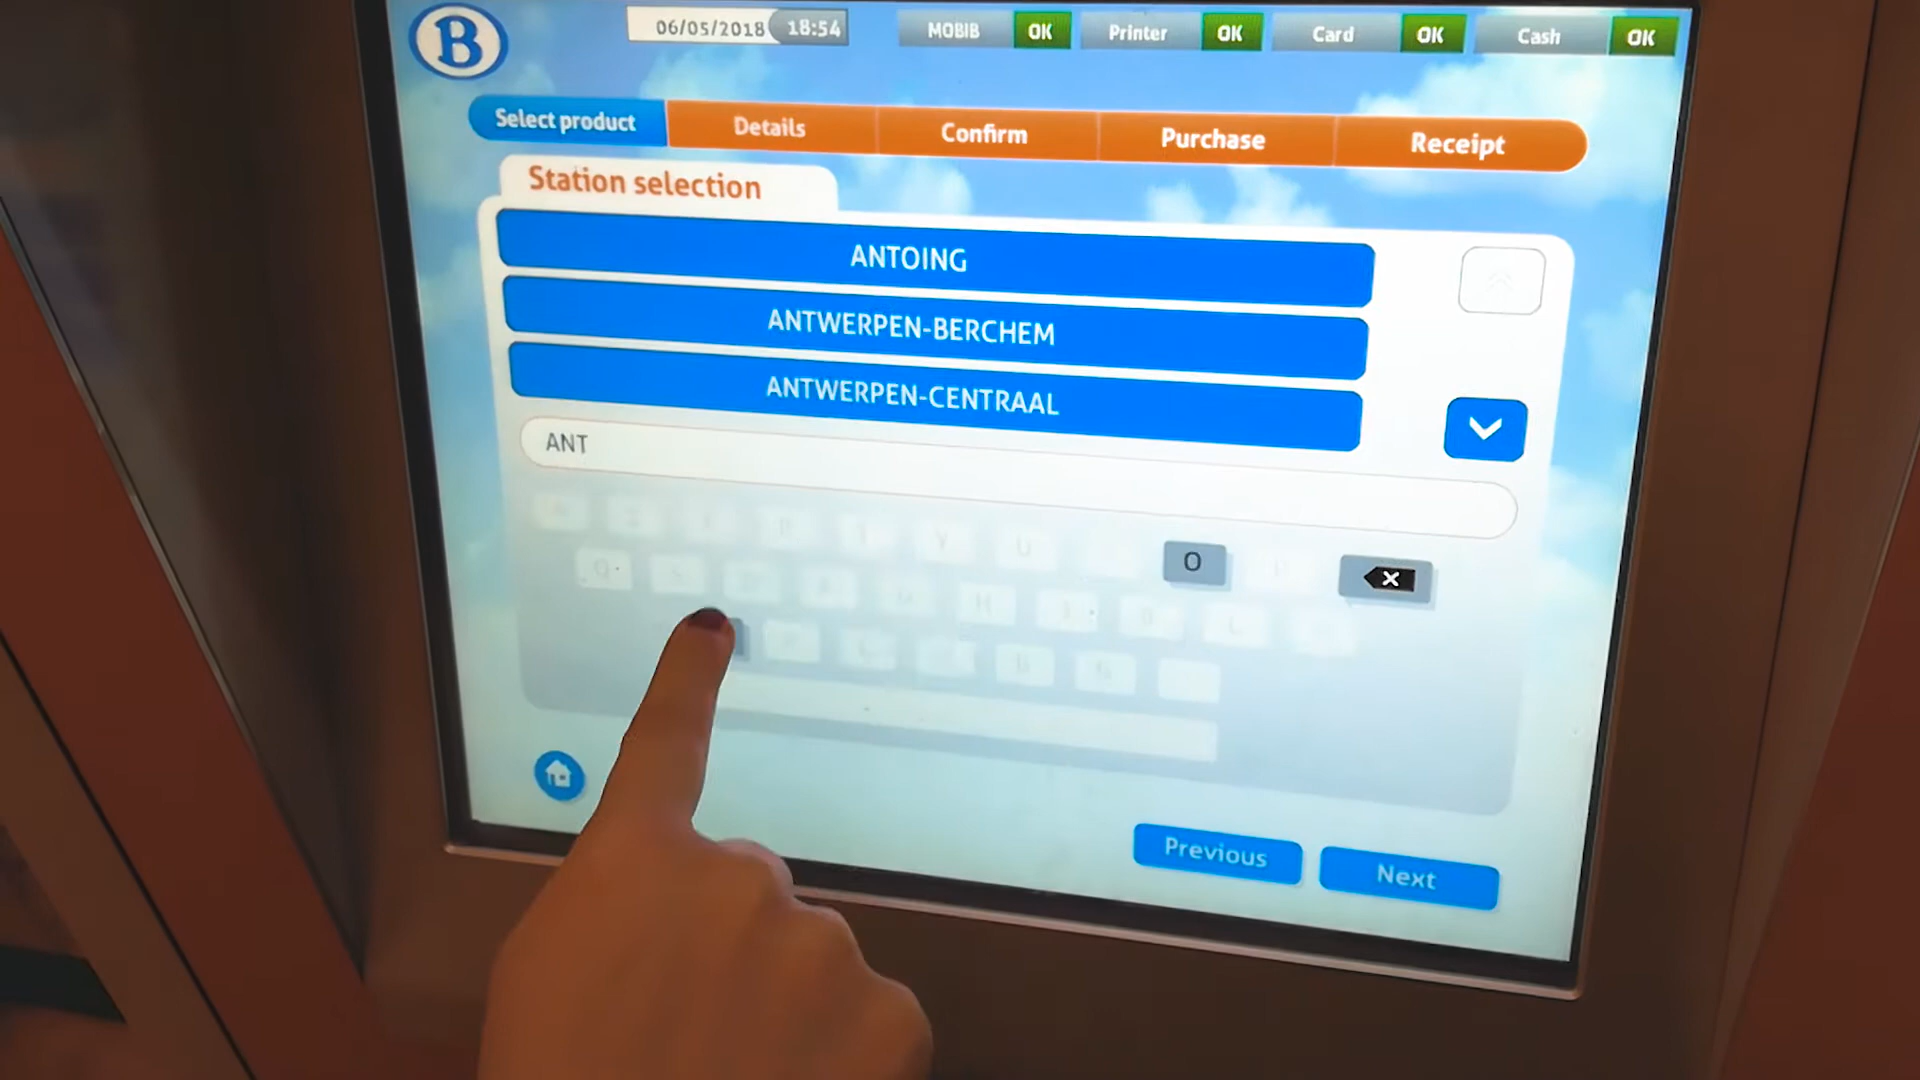 B
06/05/2018 18:54 MOBIB OK Printer OK Card OK Cash OK
Select product Details Confirm Purchase Receipt
Station selection
ANTOING
ANTWERPEN-BERCHEM
ANTWERPEN-CENTRAAL
ANT
O
Previous Next